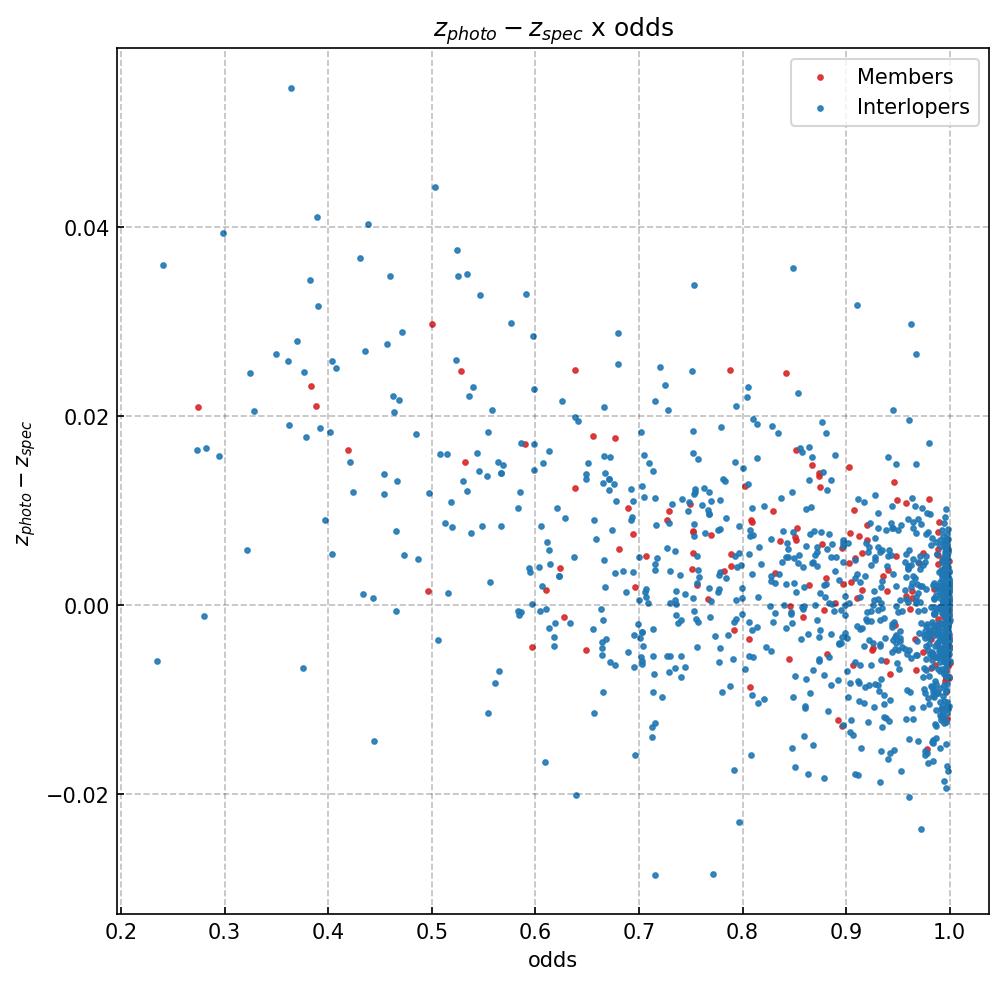 z_photo − z_spec x odds
Members
Interlopers
z_photo − z_spec
0.04
0.02
0.00
−0.02
0.2 0.3 0.4 0.5 0.6 0.7 0.8 0.9 1.0
odds